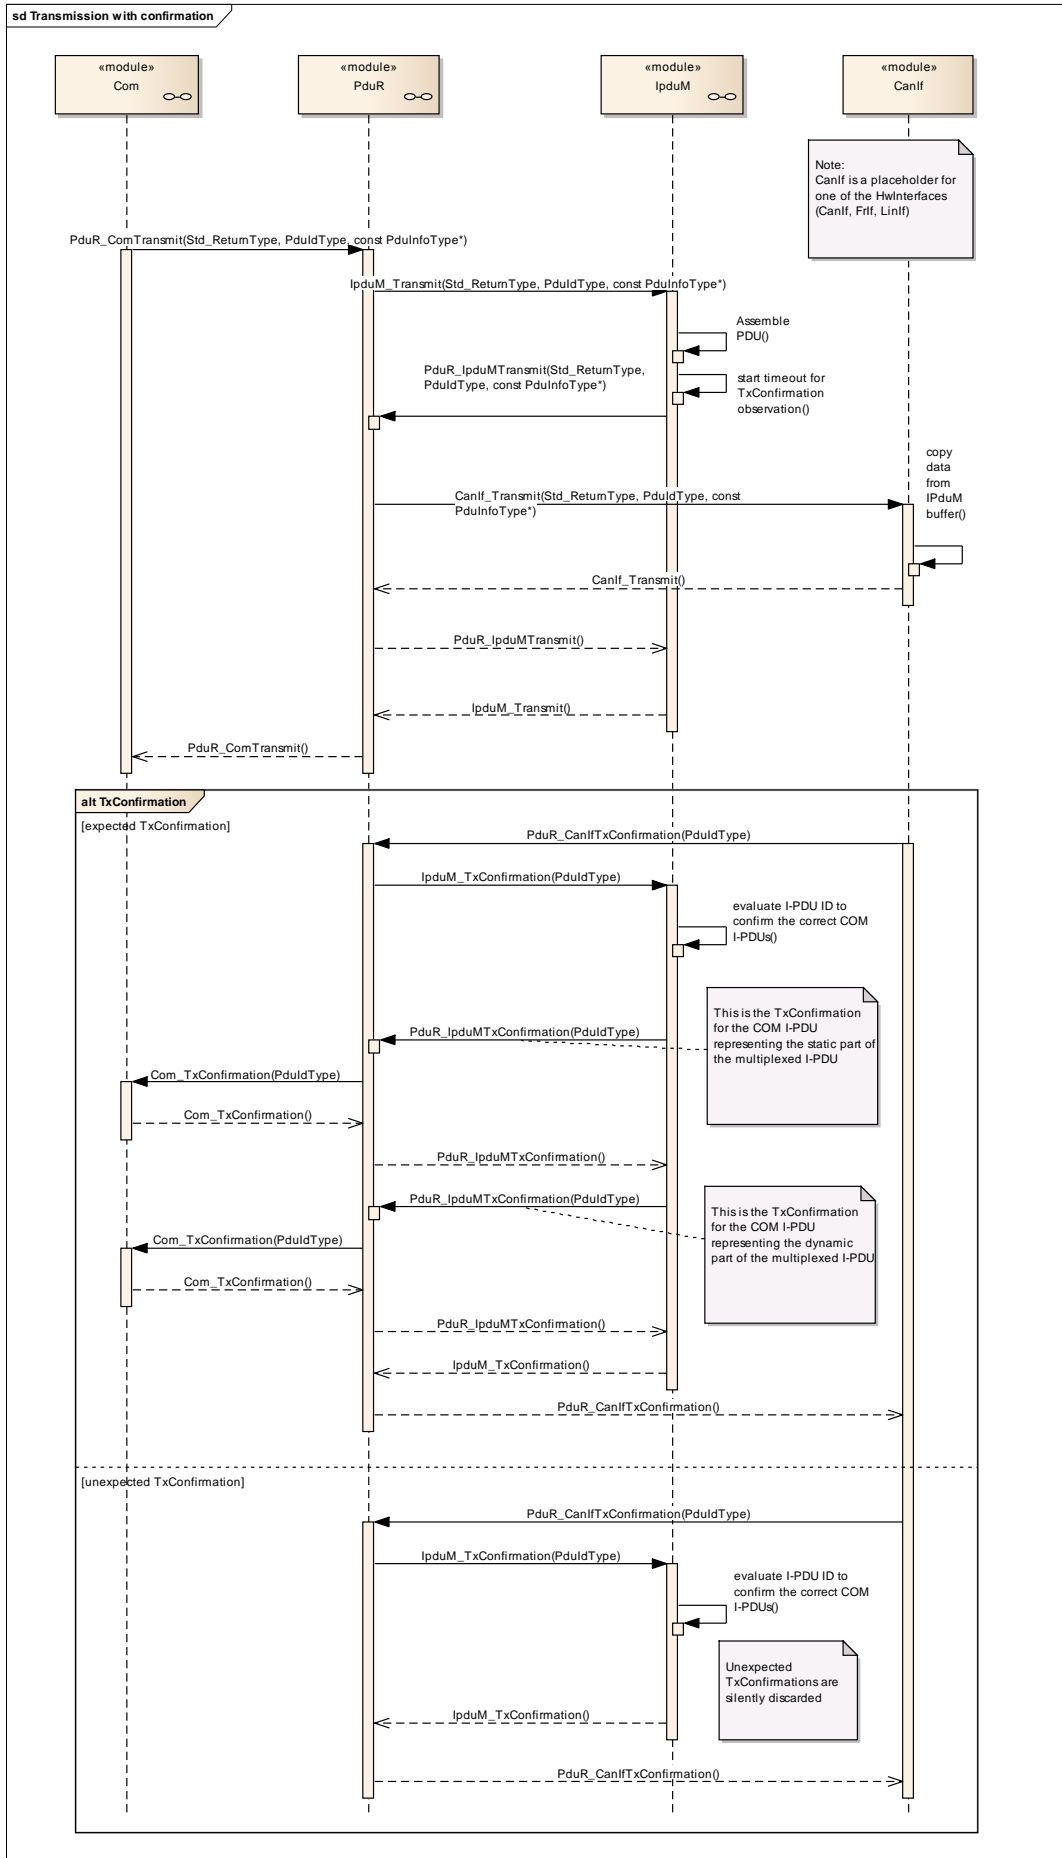 sd Transmission with confirmation
«module»
Com
«module»
PduR
«module»
IpduM
«module»
CanIf
Note:
CanIf is a placeholder for
one of the HwInterfaces
(CanIf, FrIf, LinIf)
PduR_ComTransmit(Std_ReturnType, PduIdType, const PduInfoType*)
IpduM_Transmit(Std_ReturnType, PduIdType, const PduInfoType*)
Assemble
PDU()
PduR_IpduMTransmit(Std_ReturnType,
PduIdType, const PduInfoType*)
start timeout for
TxConfirmation
observation()
copy
data
from
IPduM
buffer()
CanIf_Transmit(Std_ReturnType, PduIdType, const
PduInfoType*)
CanIf_Transmit()
PduR_IpduMTransmit()
IpduM_Transmit()
PduR_ComTransmit()
alt TxConfirmation
[expected TxConfirmation]
PduR_CanIfTxConfirmation(PduIdType)
IpduM_TxConfirmation(PduIdType)
evaluate I-PDU ID to
confirm the correct COM
I-PDUs()
This is the TxConfirmation
for the COM I-PDU
representing the static part of
the multiplexed I-PDU
PduR_IpduMTxConfirmation(PduIdType)
Com_TxConfirmation(PduIdType)
Com_TxConfirmation()
PduR_IpduMTxConfirmation()
PduR_IpduMTxConfirmation(PduIdType)
This is the TxConfirmation
for the COM I-PDU
representing the dynamic
part of the multiplexed I-PDU
Com_TxConfirmation(PduIdType)
Com_TxConfirmation()
PduR_IpduMTxConfirmation()
IpduM_TxConfirmation()
PduR_CanIfTxConfirmation()
[unexpected TxConfirmation]
PduR_CanIfTxConfirmation(PduIdType)
IpduM_TxConfirmation(PduIdType)
evaluate I-PDU ID to
confirm the correct COM
I-PDUs()
Unexpected
TxConfirmations are
silently discarded
IpduM_TxConfirmation()
PduR_CanIfTxConfirmation()